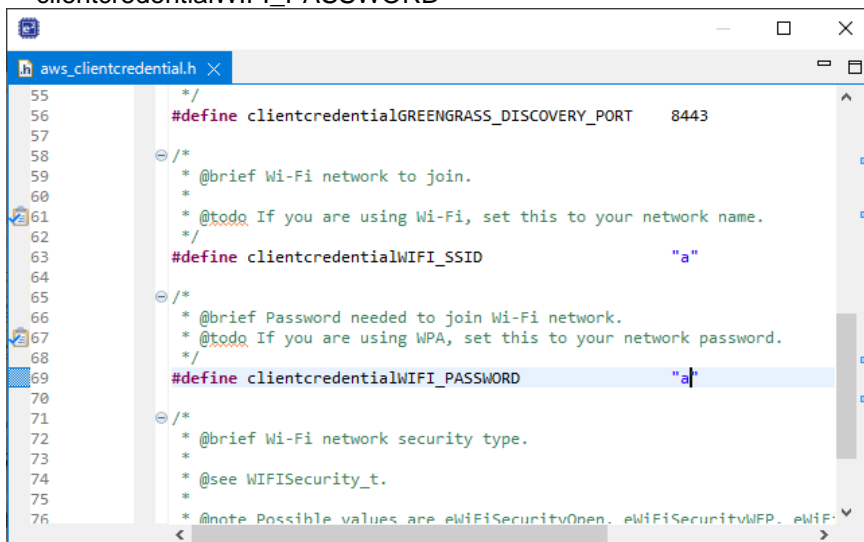 clientcredentialWIFI_PASSWORD
aws_clientcredential.h
55 */
56 #define clientcredentialGREENGRASS_DISCOVERY_PORT 8443
57
58 /*
59 * @brief Wi-Fi network to join.
60 *
61 * @todo If you are using Wi-Fi, set this to your network name.
62 */
63 #define clientcredentialWIFI_SSID "a"
64
65 /*
66 * @brief Password needed to join Wi-Fi network.
67 * @todo If you are using WPA, set this to your network password.
68 */
69 #define clientcredentialWIFI_PASSWORD "a"
70
71 /*
72 * @brief Wi-Fi network security type.
73 *
74 * @see WIFISecurity_t.
75 *
76 * @note Possible values are eWiFiSecurityOpen, eWiFiSecurityWEP, eWiF